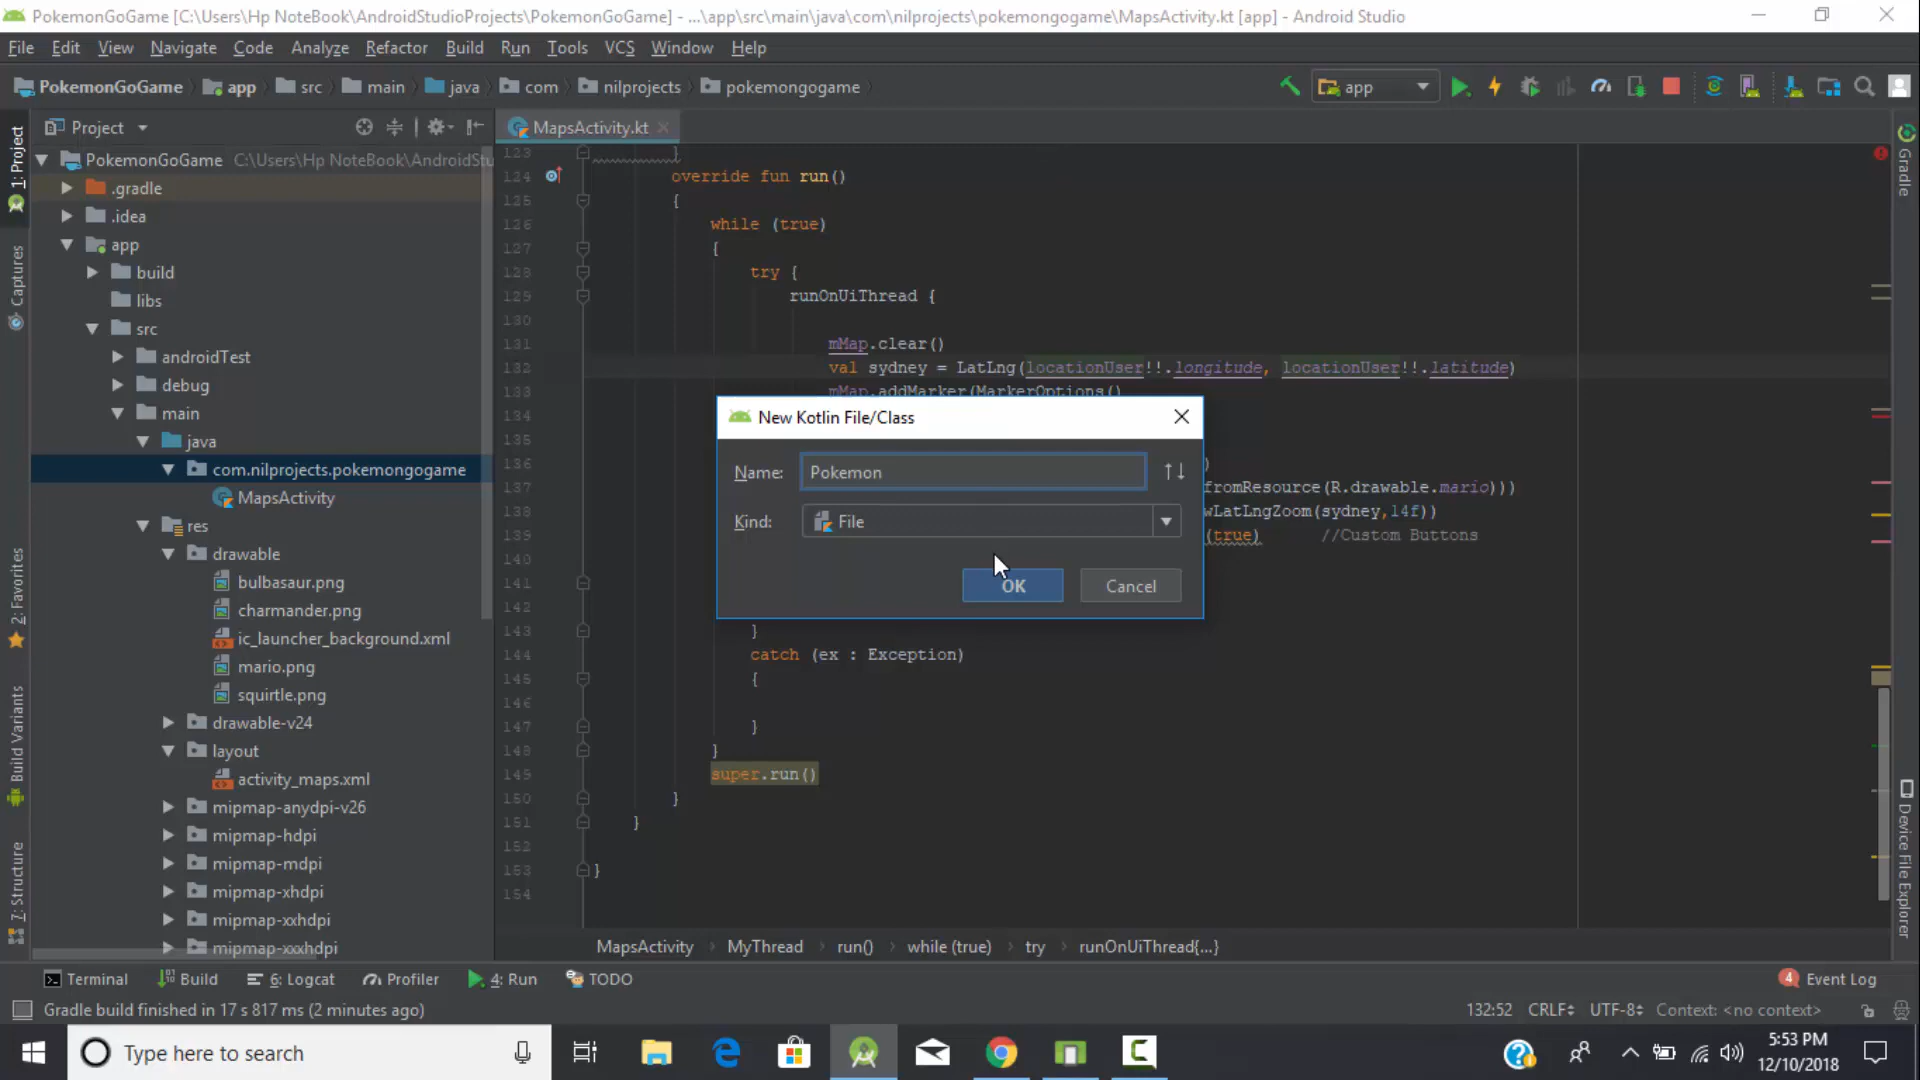 PokemonGoGame [C:\Users\Hp NoteBook\AndroidStudioProjects\PokemonGoGame] - ...\app\src\main\java\com\nilprojects\pokemongogame\MapsActivity.kt [app] - Android Studio
File Edit View Navigate Code Analyze Refactor Build Run Tools VCS Window Help
PokemonGoGame app src main java com nilprojects pokemongogame app
Project MapsActivity.kt
1: Project
Captures
2: Favorites
Build Variants
7: Structure
PokemonGoGame C:\Users\Hp NoteBook\AndroidStu
.gradle
.idea
app
build
libs
src
androidTest
debug
main
java
com.nilprojects.pokemongogame
MapsActivity
res
drawable
bulbasaur.png
charmander.png
ic_launcher_background.xml
mario.png
squirtle.png
drawable-v24
layout
activity_maps.xml
mipmap-anydpi-v26
mipmap-hdpi
mipmap-mdpi
mipmap-xhdpi
mipmap-xxhdpi
mipmap-xxxhdpi
123 }
124 override fun run()
125 {
126 while (true)
127 {
128 try {
129 runOnUiThread {
130
131 mMap.clear()
132 val sydney = LatLng(locationUser!!.longitude, locationUser!!.latitude)
133 mMap.addMarker(MarkerOptions()
134
135
136 )
137 fromResource(R.drawable.mario)))
138 wLatLngZoom(sydney,14f))
139 (true) //Custom Buttons
140
141
142
143 }
144 catch (ex : Exception)
145 {
146
147 }
148 }
149 super.run()
150 }
151 }
152
153 }
154
New Kotlin File/Class
Name: Pokemon
Kind: File
OK Cancel
Gradle
Device File Explorer
MapsActivity MyThread run() while (true) try runOnUiThread{...}
Terminal Build 6: Logcat Profiler 4: Run TODO 4 Event Log
Gradle build finished in 17 s 817 ms (2 minutes ago) 132:52 CRLF UTF-8 Context: <no context>
Type here to search
5:53 PM
12/10/2018